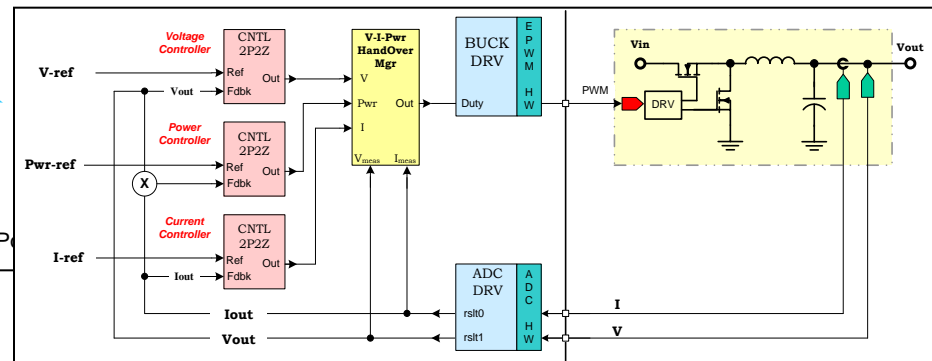 Voltage
Controller
CNTL
2P2Z
Ref
Out
Fdbk
V-ref
Vout
Power
Controller
CNTL
2P2Z
Ref
Out
Fdbk
Pwr-ref
X
Current
Controller
CNTL
2P2Z
Ref
Out
Fdbk
I-ref
Iout
V-I-Pwr
HandOver
Mgr
V
Pwr
Out
I
Vmeas
Imeas
BUCK
DRV
Duty
E
P
W
M
H
W
PWM
Vin
Vout
DRV
ADC
DRV
rslt0
rslt1
A
D
C
H
W
Iout
Vout
I
V